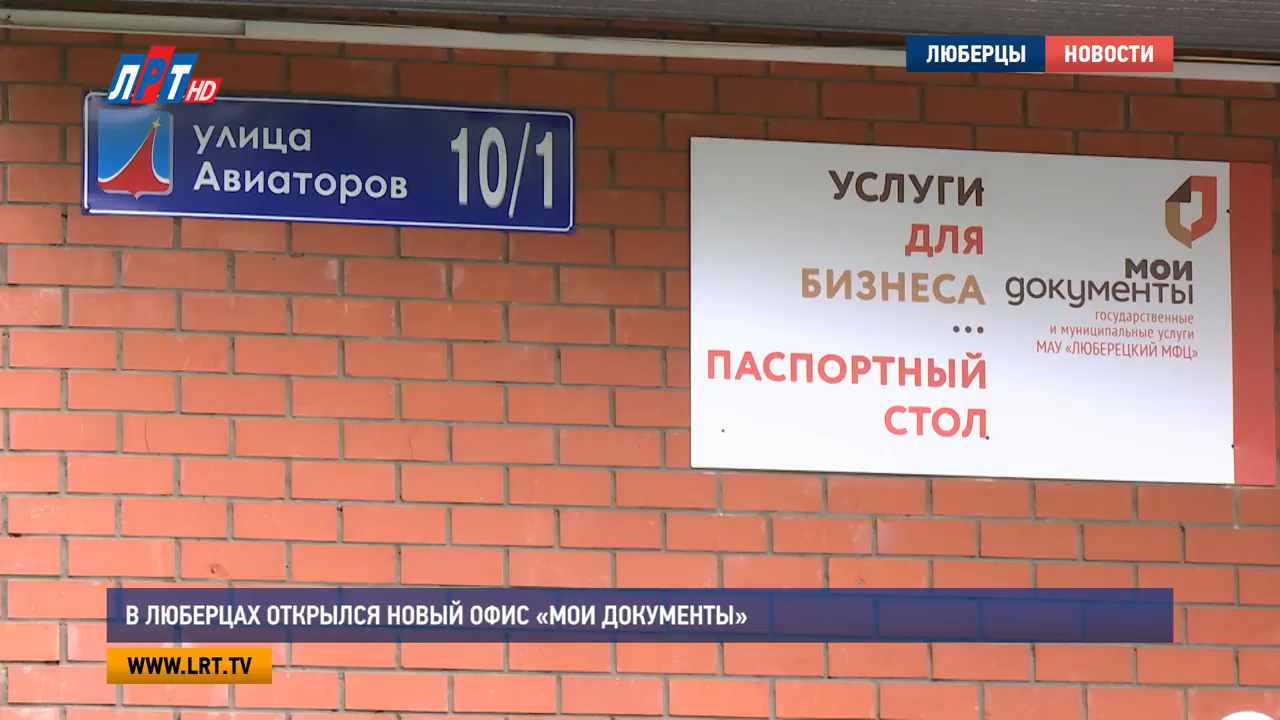 ЛРТ HD
ЛЮБЕРЦЫ НОВОСТИ
улица
Авиаторов
10/1
УСЛУГИ
ДЛЯ
БИЗНЕСА
...
ПАСПОРТНЫЙ
СТОЛ
МОИ
документы
государственные
и муниципальные услуги
МАУ «ЛЮБЕРЕЦКИЙ МФЦ»
В ЛЮБЕРЦАХ ОТКРЫЛСЯ НОВЫЙ ОФИС «МОИ ДОКУМЕНТЫ»
WWW.LRT.TV